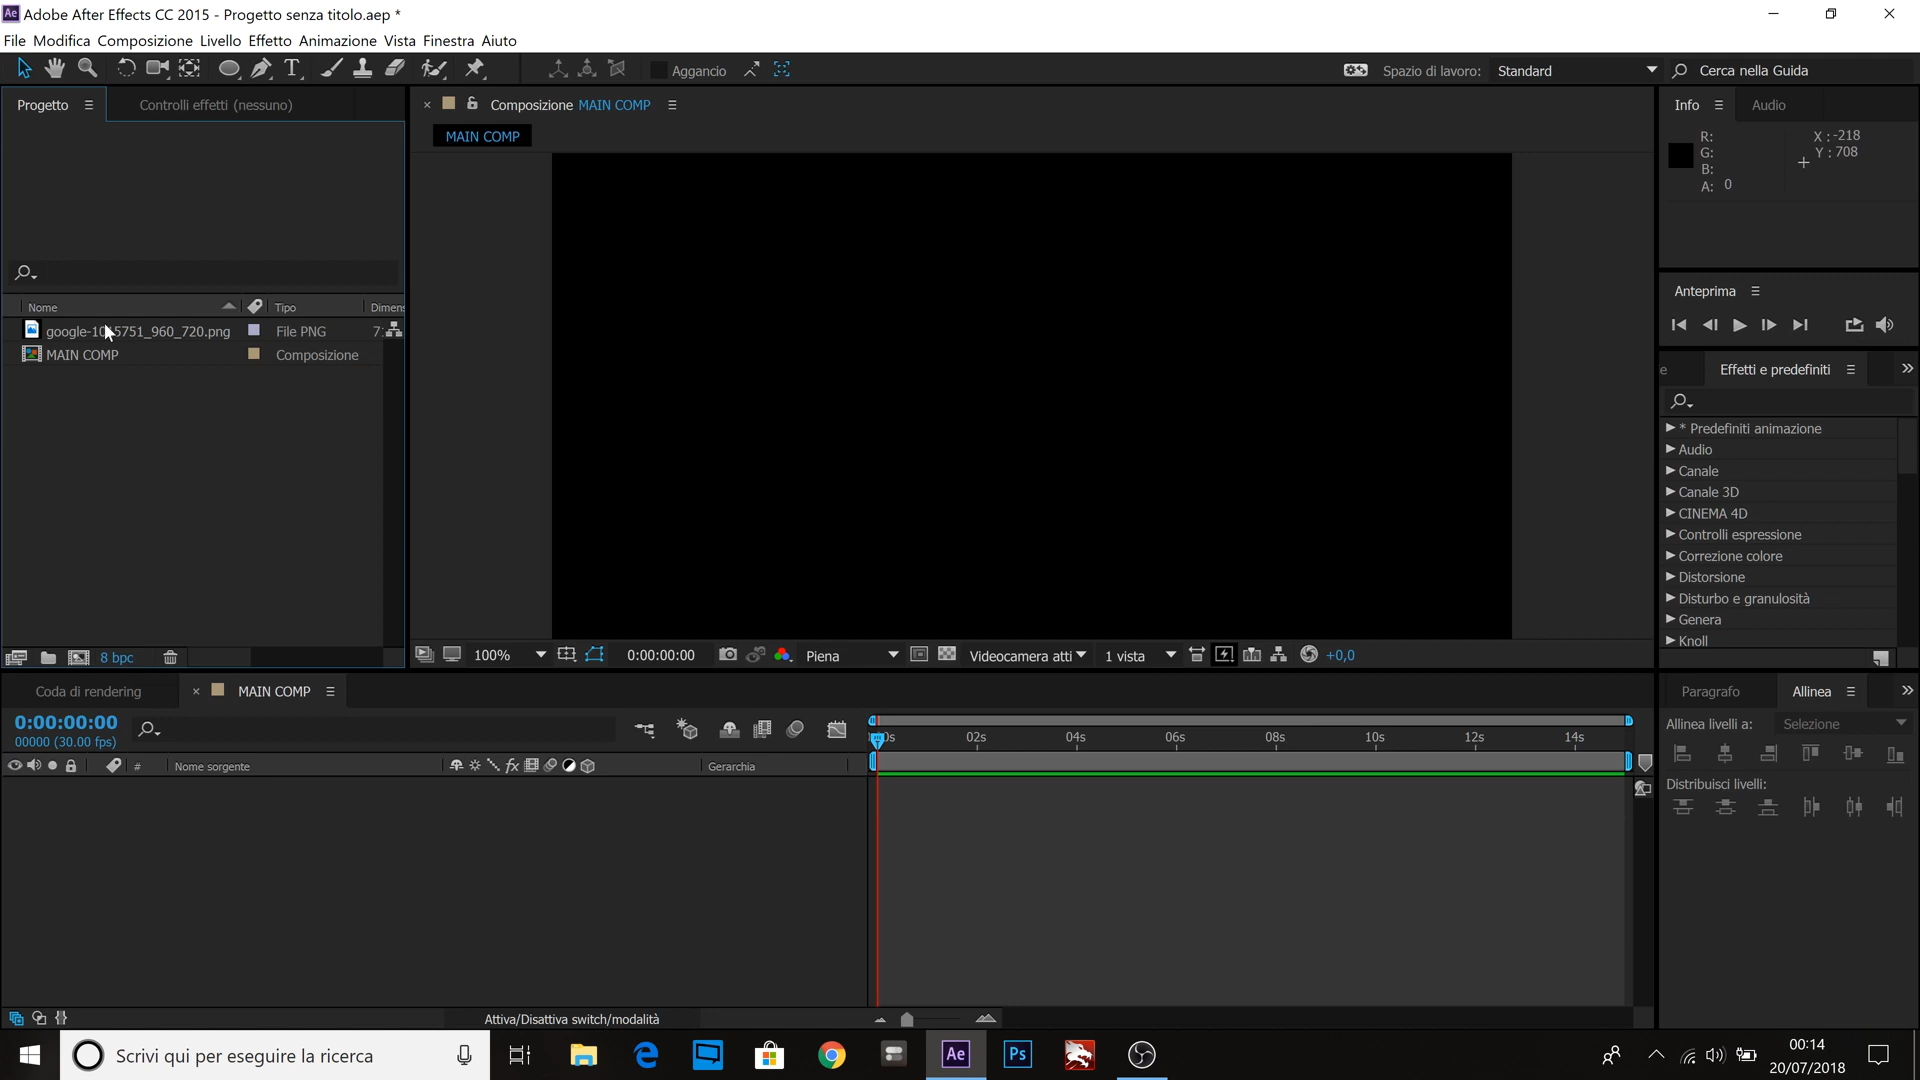 Adobe After Effects CC 2015 - Progetto senza titolo.aep *
File Modifica Composizione Livello Effetto Animazione Vista Finestra Aiuto
Aggancio
Spazio di lavoro: Standard
Cerca nella Guida
Progetto
Controlli effetti (nessuno)
Composizione MAIN COMP
MAIN COMP
Info
Audio
R:
G:
B:
A: 0
X : -218
Y : 708
Nome
Tipo
Dimens
File PNG
MAIN COMP
Composizione
8 bpc
Anteprima
Effetti e predefiniti
* Predefiniti animazione
Audio
Canale
Canale 3D
CINEMA 4D
Controlli espressione
Correzione colore
Distorsione
Disturbo e granulosità
Genera
Knoll
100%
0:00:00:00
Piena
Videocamera atti
1 vista
+0,0
Coda di rendering
MAIN COMP
0:00:00:00
00000 (30.00 fps)
02s 04s 06s 08s 10s 12s 14s
# Nome sorgente
Gerarchia
Paragrafo
Allinea
Allinea livelli a: Selezione
Distribuisci livelli:
Attiva/Disattiva switch/modalità
Scrivi qui per eseguire la ricerca
Ae
Ps
00:14
20/07/2018